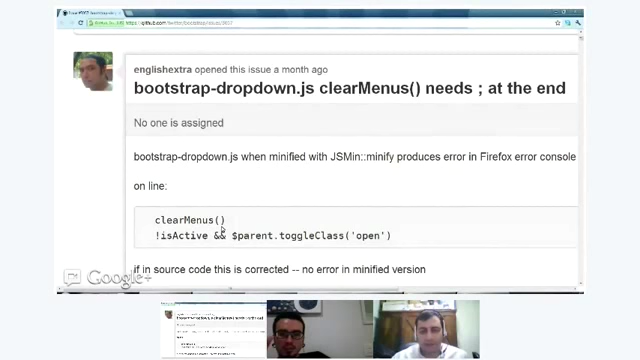 englishextra opened this issue a month ago
bootstrap-dropdown.js clearMenus() needs ; at the end
No one is assigned
bootstrap-dropdown.js when minified with JSMin::minify produces error in Firefox error console
on line:
clearMenus()
!isActive && $parent.toggleClass('open')
if in source code this is corrected -- no error in minified version
Google+